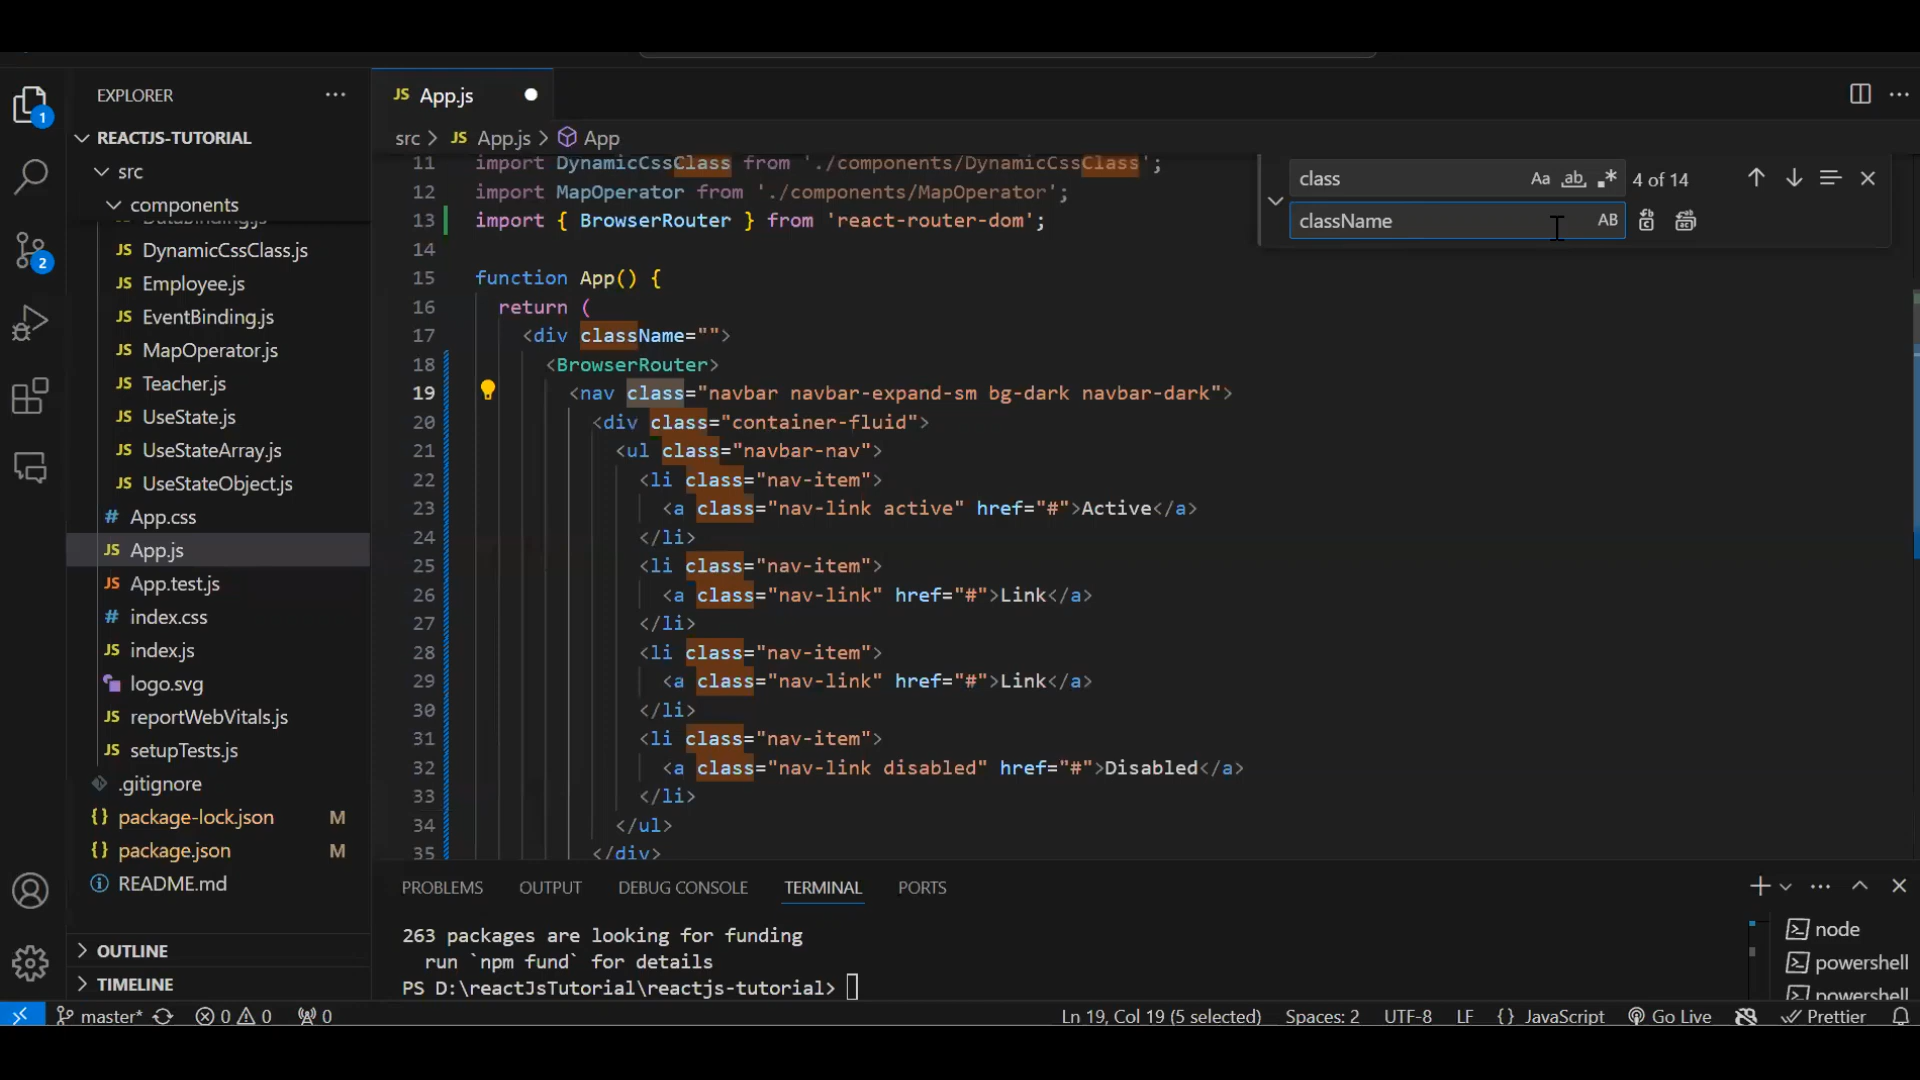 EXPLORER
REACTJS-TUTORIAL
src
components
DataBinding.js
DynamicCssClass.js
Employee.js
EventBinding.js
MapOperator.js
Teacher.js
UseState.js
UseStateArray.js
UseStateObject.js
App.css
App.js
App.test.js
index.css
index.js
logo.svg
reportWebVitals.js
setupTests.js
.gitignore
package-lock.json M
package.json M
README.md
OUTLINE
TIMELINE
1
2
JS App.js
src > JS App.js > App
11 import DynamicCssClass from './components/DynamicCssClass';
12 import MapOperator from './components/MapOperator';
13 import { BrowserRouter } from 'react-router-dom';
14
15 function App() {
16 return (
17 <div className="">
18 <BrowserRouter>
19 <nav class="navbar navbar-expand-sm bg-dark navbar-dark">
20 <div class="container-fluid">
21 <ul class="navbar-nav">
22 <li class="nav-item">
23 <a class="nav-link active" href="#">Active</a>
24 </li>
25 <li class="nav-item">
26 <a class="nav-link" href="#">Link</a>
27 </li>
28 <li class="nav-item">
29 <a class="nav-link" href="#">Link</a>
30 </li>
31 <li class="nav-item">
32 <a class="nav-link disabled" href="#">Disabled</a>
33 </li>
34 </ul>
35 </div>
class Aa ab .* 4 of 14
className AB
PROBLEMS OUTPUT DEBUG CONSOLE TERMINAL PORTS
263 packages are looking for funding
run `npm fund` for details
PS D:\reactJsTutorial\reactjs-tutorial>
node
powershell
powershell
master* 0 0 0 Ln 19, Col 19 (5 selected) Spaces: 2 UTF-8 LF {} JavaScript Go Live Prettier